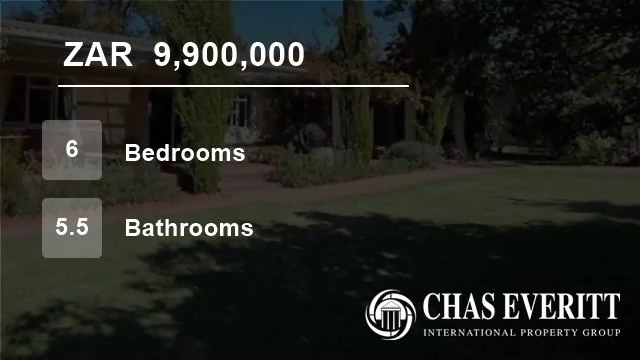 ZAR 9,900,000
6 Bedrooms
5.5 Bathrooms
CHAS EVERITT
INTERNATIONAL PROPERTY GROUP